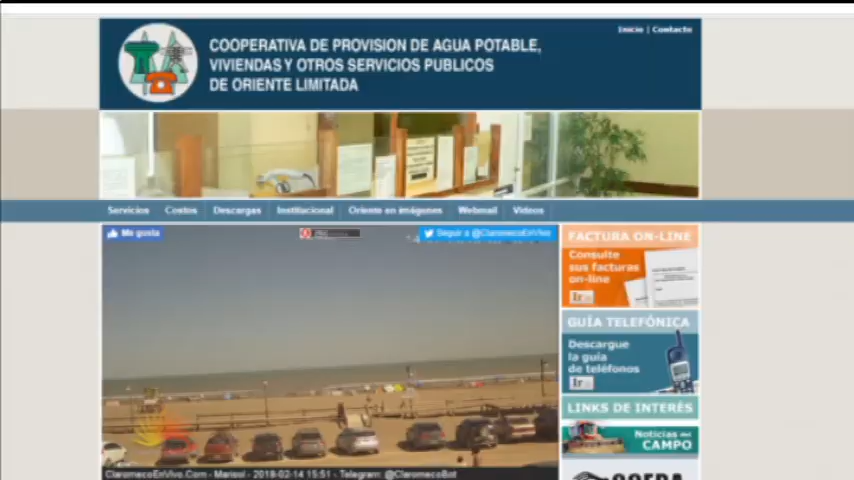 Inicio | Contacto
COOPERATIVA DE PROVISION DE AGUA POTABLE,
VIVIENDAS Y OTROS SERVICIOS PUBLICOS
DE ORIENTE LIMITADA
Servicios Costos Descargas Institucional Oriente en imágenes Webmail Videos
Me gusta
Seguir a @ClaromecoEnVivo
FACTURA ON-LINE
Consulte
sus facturas
on-line
Ir
GUÍA TELEFÓNICA
Descargue
la guía
de teléfonos
Ir
LINKS DE INTERÉS
Noticias del
CAMPO
ClaromecoEnVivo.Com - Marisol - 2018-02-14 15:51 - Telegram: @ClaromecoBot